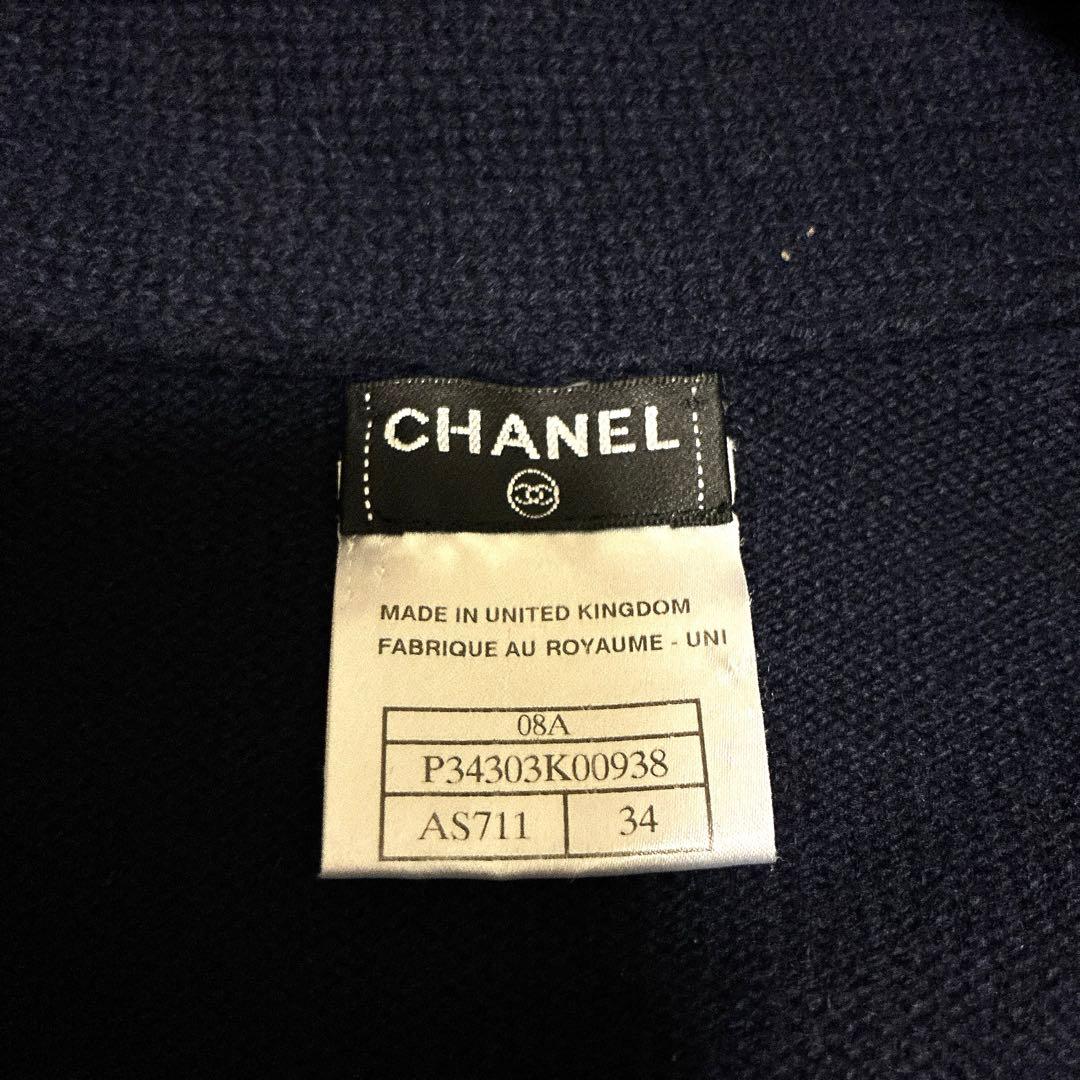 CHANEL
MADE IN UNITED KINGDOM
FABRIQUE AU ROYAUME - UNI
08A
P34303K00938
AS711 34